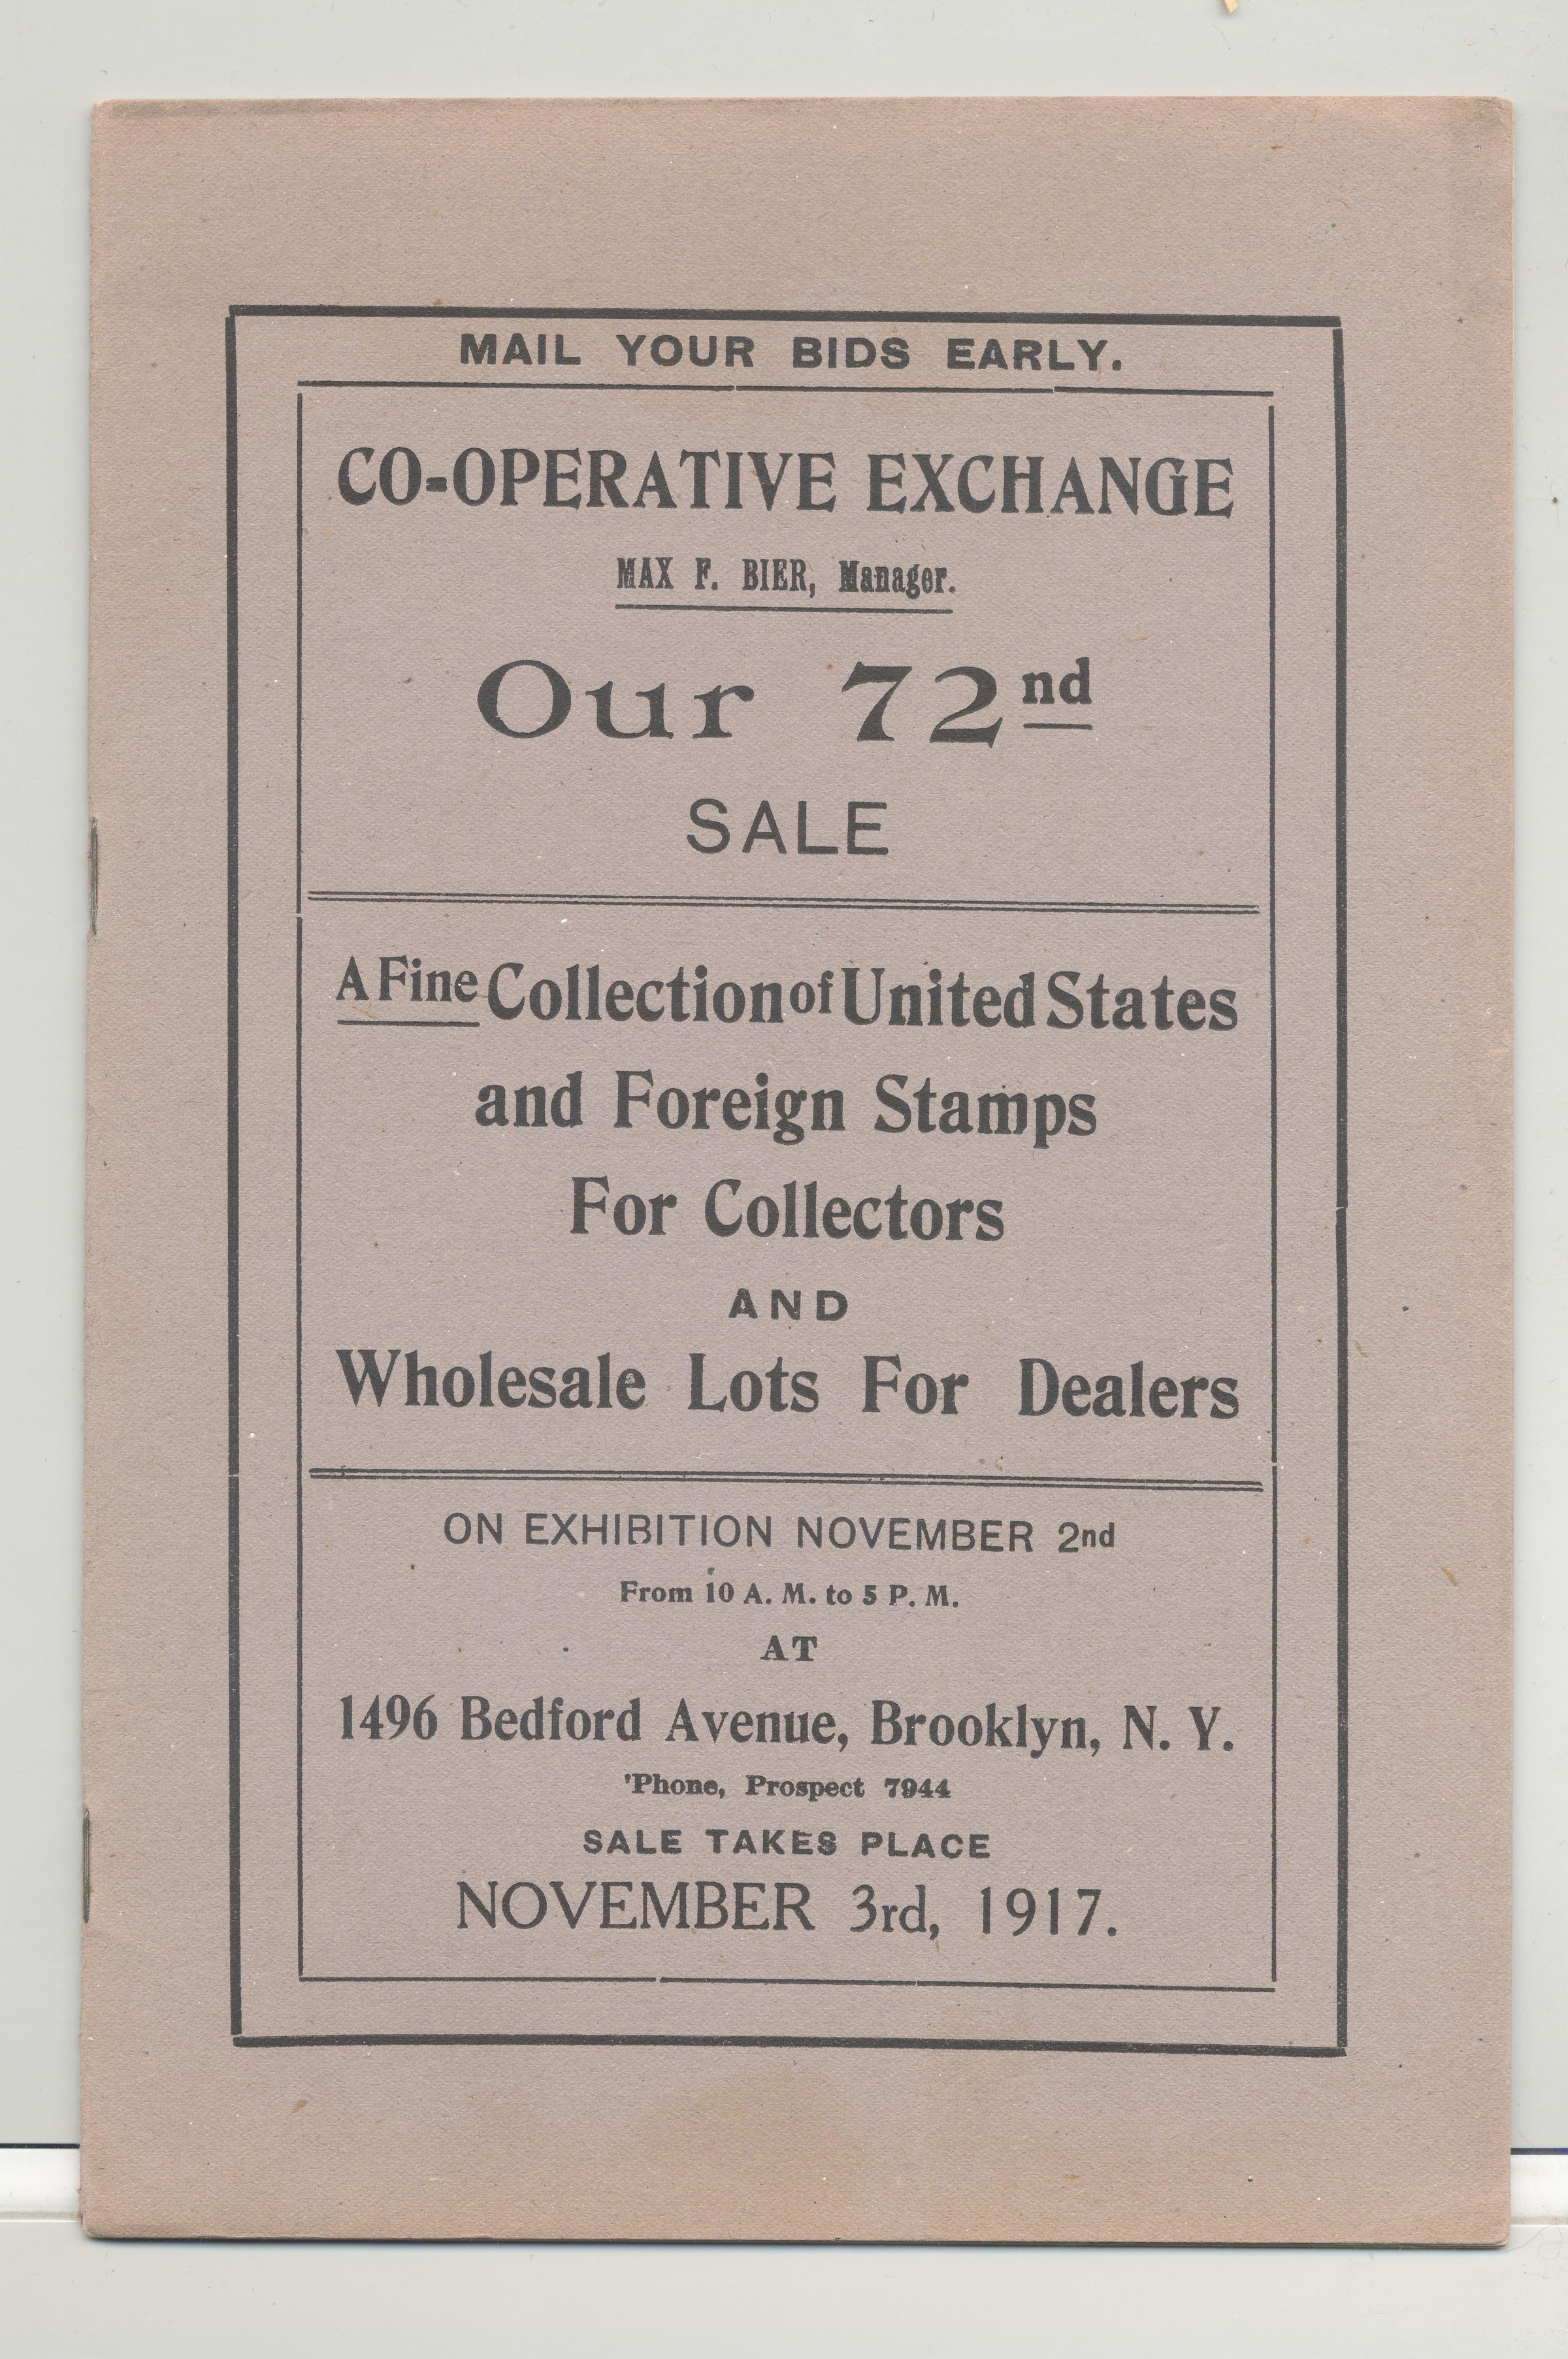 MAIL YOUR BIDS EARLY.
CO-OPERATIVE EXCHANGE
MAX F. BIER, Manager.
Our 72nd
SALE
A Fine Collection of United States
and Foreign Stamps
For Collectors
AND
Wholesale Lots For Dealers
ON EXHIBITION NOVEMBER 2nd
From 10 A. M. to 5 P. M.
AT
1496 Bedford Avenue, Brooklyn, N. Y.
'Phone, Prospect 7944
SALE TAKES PLACE
NOVEMBER 3rd, 1917.